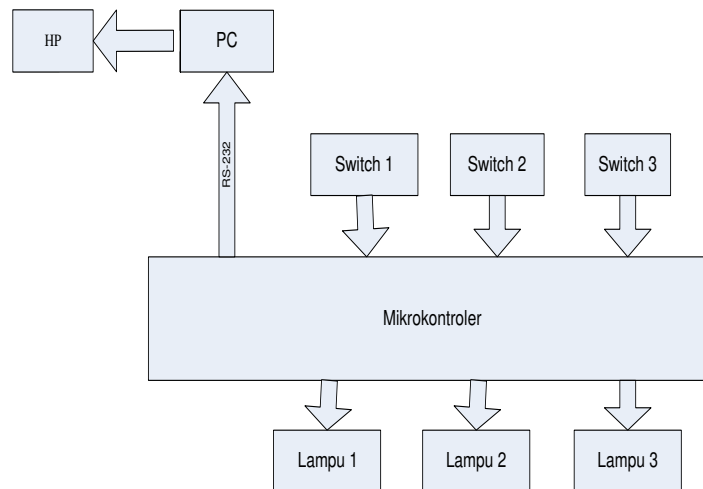 HP
PC
RS-232
Switch 1
Switch 2
Switch 3
Mikrokontroler
Lampu 1
Lampu 2
Lampu 3